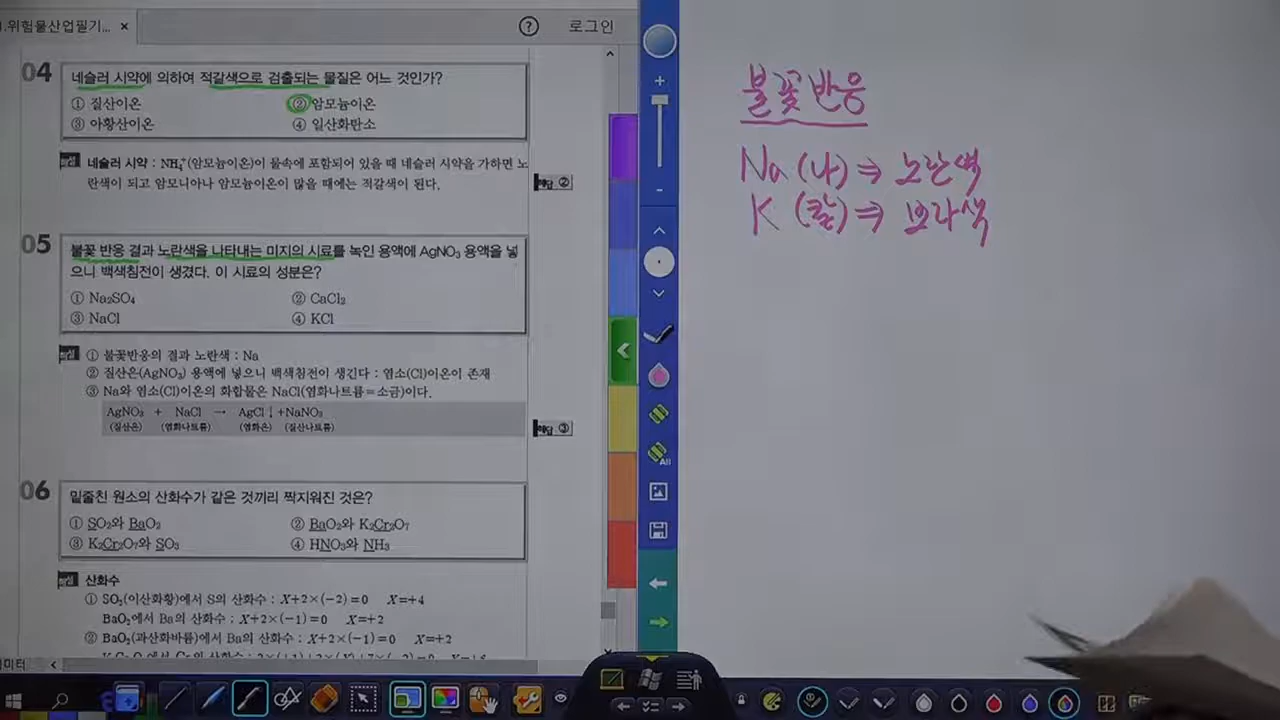 .위험물산업필기... ×
? 로그인
04
네슬러 시약에 의하여 적갈색으로 검출되는 물질은 어느 것인가?
① 질산이온 ② 암모늄이온
③ 아황산이온 ④ 일산화탄소
네슬러 시약 : NH₄⁺(암모늄이온)이 물속에 포함되어 있을 때 네슬러 시약을 가하면 노
란색이 되고 암모니아나 암모늄이온이 많을 때에는 적갈색이 된다.
해답 ②
05
불꽃 반응 결과 노란색을 나타내는 미지의 시료를 녹인 용액에 AgNO₃ 용액을 넣
으니 백색침전이 생겼다. 이 시료의 성분은?
① Na₂SO₄ ② CaCl₂
③ NaCl ④ KCl
① 불꽃반응의 결과 노란색 : Na
② 질산은(AgNO₃) 용액에 넣으니 백색침전이 생긴다 : 염소(Cl)이온이 존재
③ Na와 염소(Cl)이온의 화합물은 NaCl(염화나트륨=소금)이다.
AgNO₃ + NaCl → AgCl↓ +NaNO₃
(질산은) (염화나트륨) (염화은) (질산나트륨)
해답 ③
06
밑줄친 원소의 산화수가 같은 것끼리 짝지워진 것은?
① SO₂와 BaO₂ ② BaO₂와 K₂Cr₂O₇
③ K₂Cr₂O₇와 SO₃ ④ HNO₃와 NH₃
산화수
① SO₂(이산화황)에서 S의 산화수 : X+2×(−2)=0 X=+4
BaO₂에서 Ba의 산화수 : X+2×(−1)=0 X=+2
② BaO₂(과산화바륨)에서 Ba의 산화수 : X+2×(−1)=0 X=+2
미터
All
불꽃반응
Na (나) ⇒ 노란색
K (칼) ⇒ 보라색